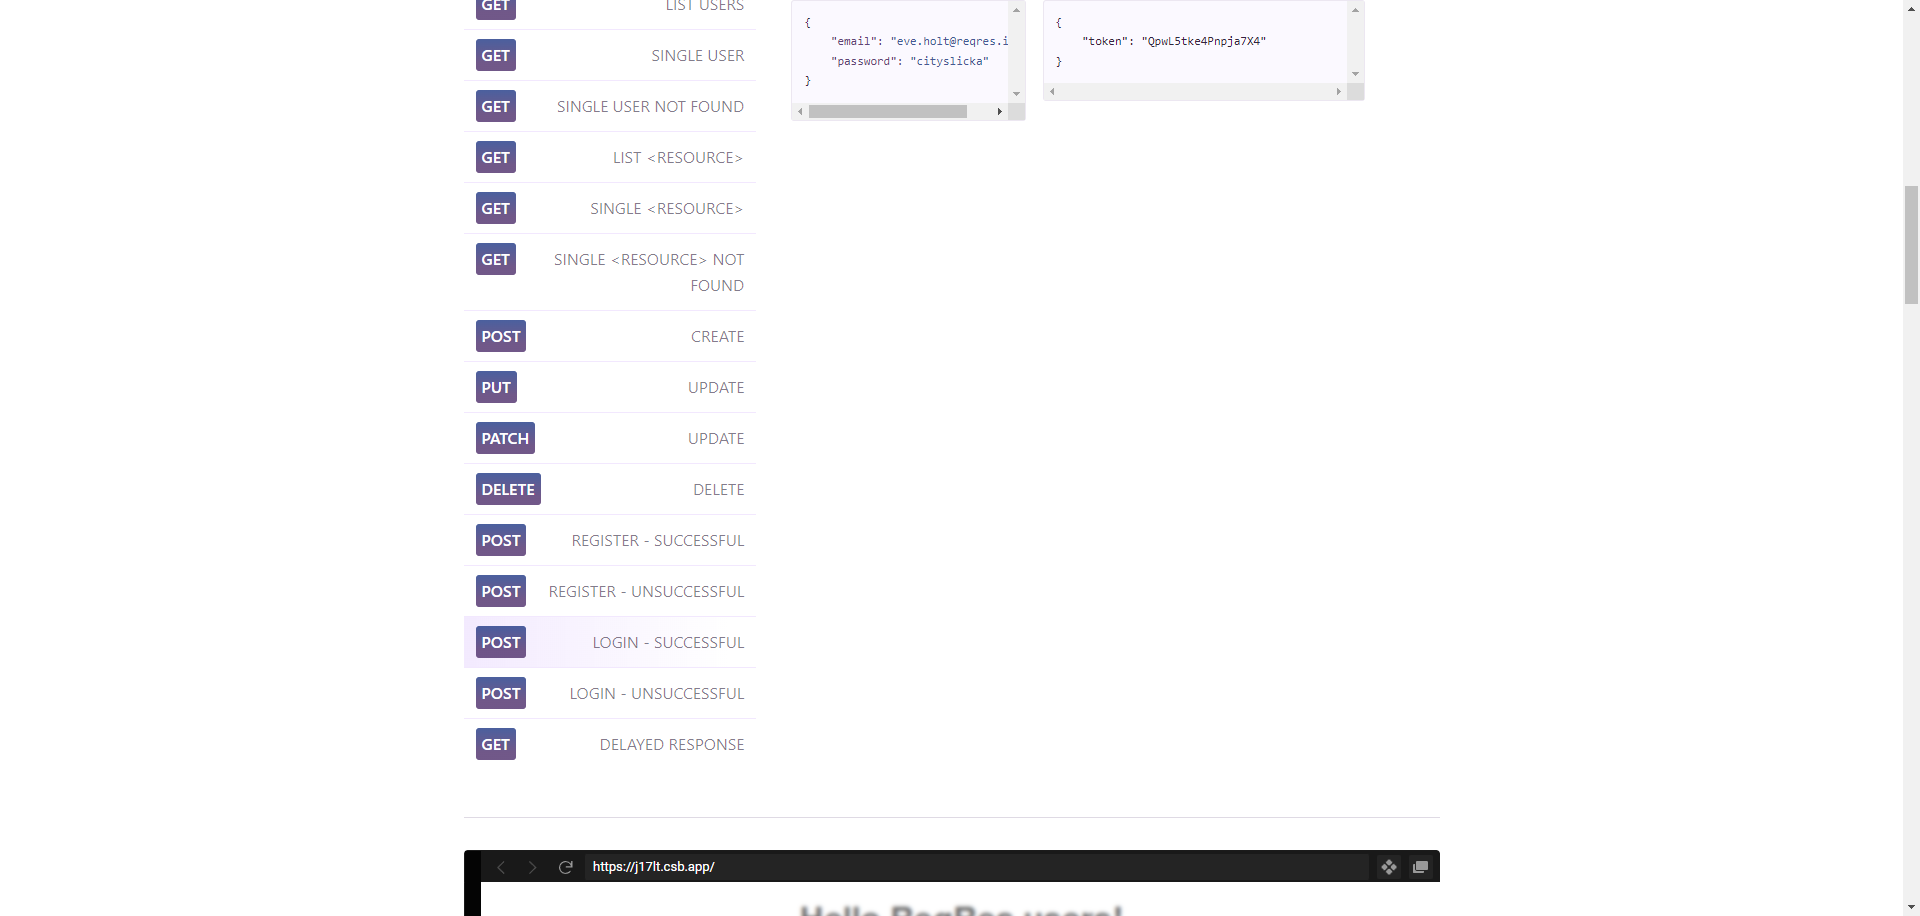 GET LIST USERS
GET SINGLE USER
GET SINGLE USER NOT FOUND
GET LIST <RESOURCE>
GET SINGLE <RESOURCE>
GET SINGLE <RESOURCE> NOT
FOUND
POST CREATE
PUT UPDATE
PATCH UPDATE
DELETE DELETE
POST REGISTER - SUCCESSFUL
POST REGISTER - UNSUCCESSFUL
POST LOGIN - SUCCESSFUL
POST LOGIN - UNSUCCESSFUL
GET DELAYED RESPONSE
{
"email": "eve.holt@reqres.i
"password": "cityslicka"
}
{
"token": "QpwL5tke4Pnpja7X4"
}
https://j17lt.csb.app/
Hello ReqRes users!